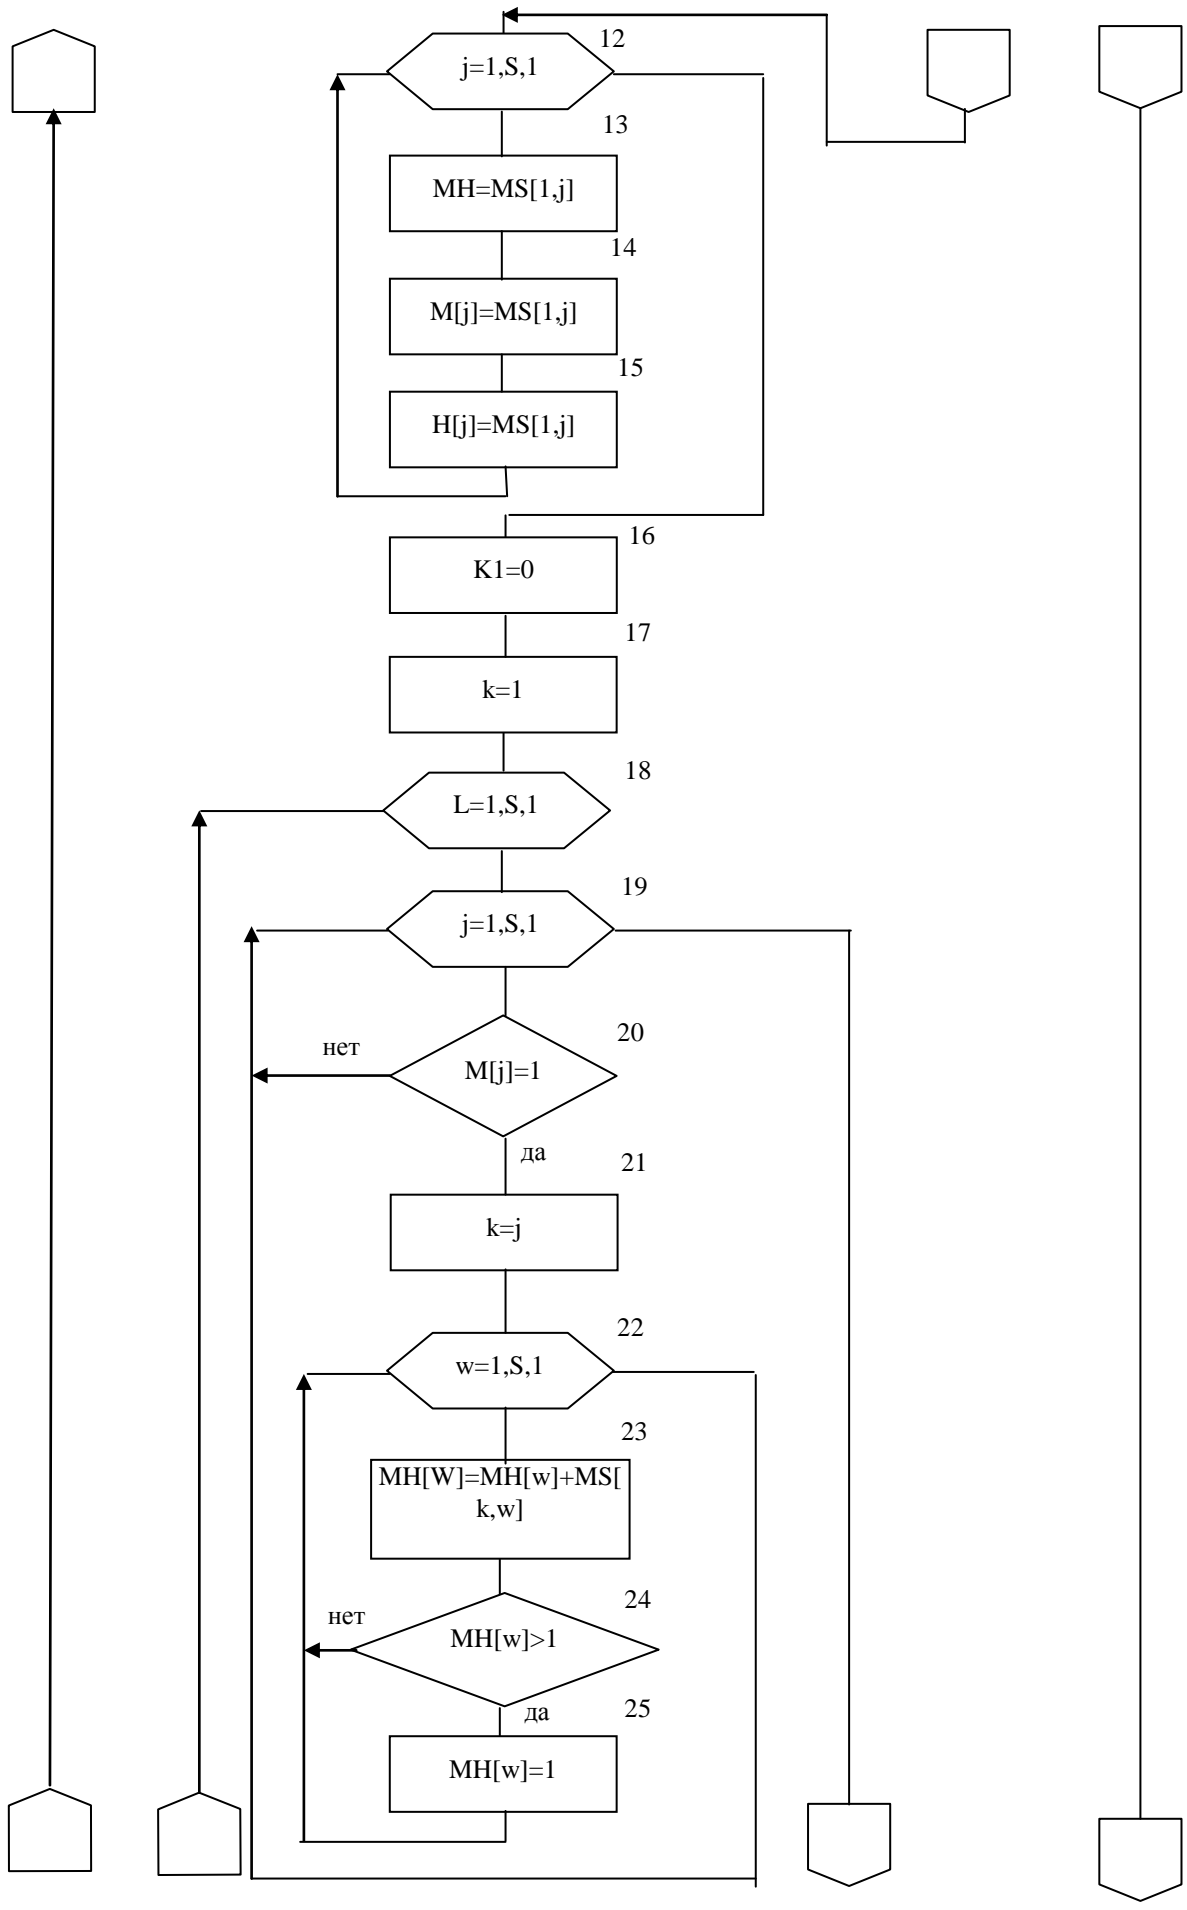 12
j=1,S,1
13
MH=MS[1,j]
14
M[j]=MS[1,j]
15
H[j]=MS[1,j]
16
K1=0
17
k=1
18
L=1,S,1
19
j=1,S,1
20
нет
M[j]=1
да
21
k=j
22
w=1,S,1
23
MH[W]=MH[w]+MS[
k,w]
24
нет
MH[w]>1
да
25
MH[w]=1